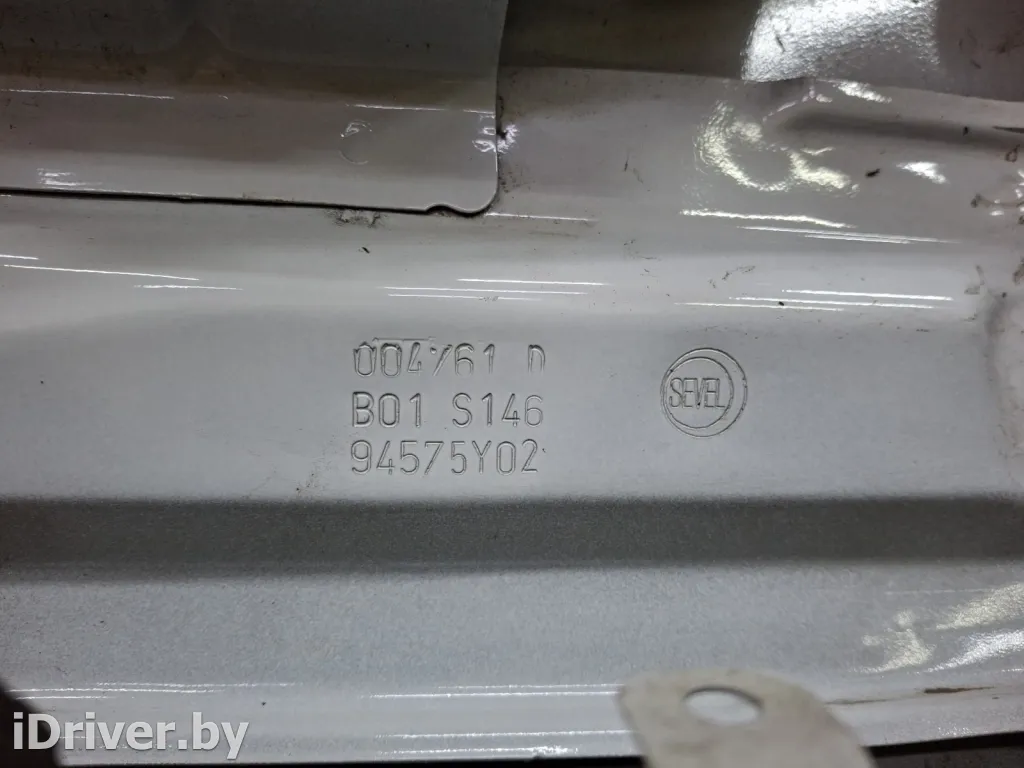 004761 D
B01 S146
94575Y02
SEVEL
iDriver.by